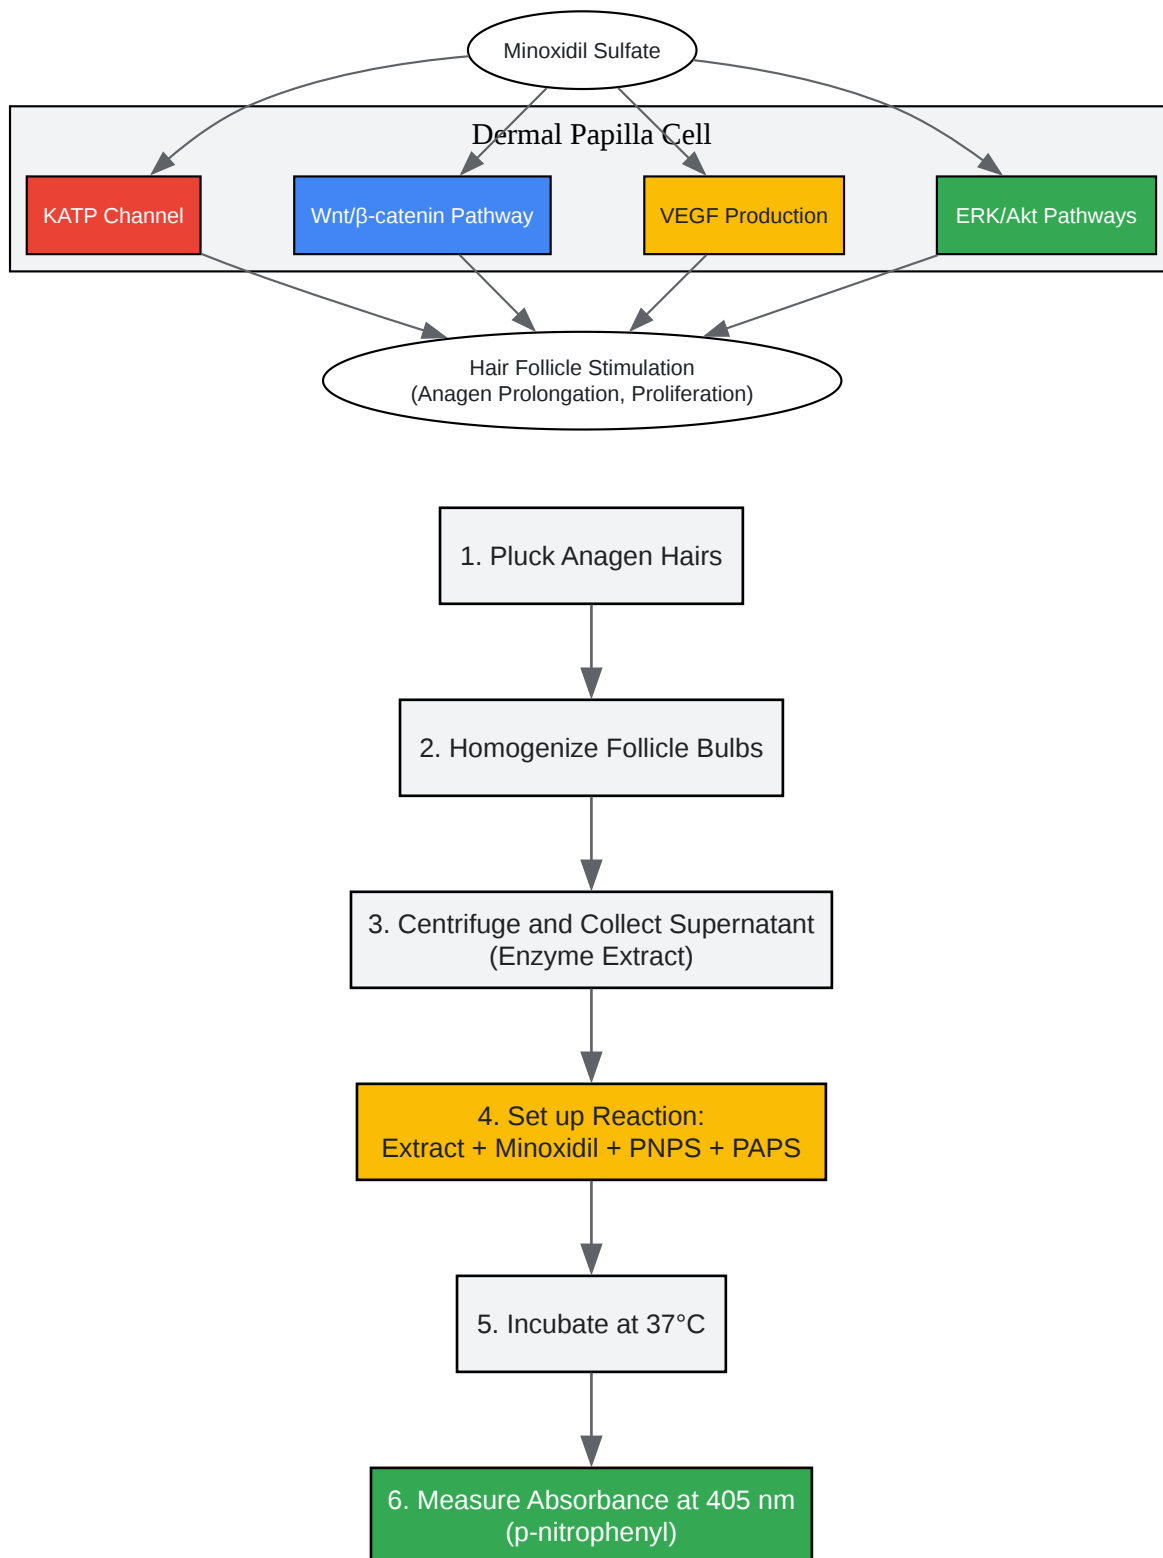 Minoxidil Sulfate
Dermal Papilla Cell
KATP Channel
Wnt/β-catenin Pathway
VEGF Production
ERK/Akt Pathways
Hair Follicle Stimulation
(Anagen Prolongation, Proliferation)
1. Pluck Anagen Hairs
2. Homogenize Follicle Bulbs
3. Centrifuge and Collect Supernatant
(Enzyme Extract)
4. Set up Reaction:
Extract + Minoxidil + PNPS + PAPS
5. Incubate at 37°C
6. Measure Absorbance at 405 nm
(p-nitrophenyl)